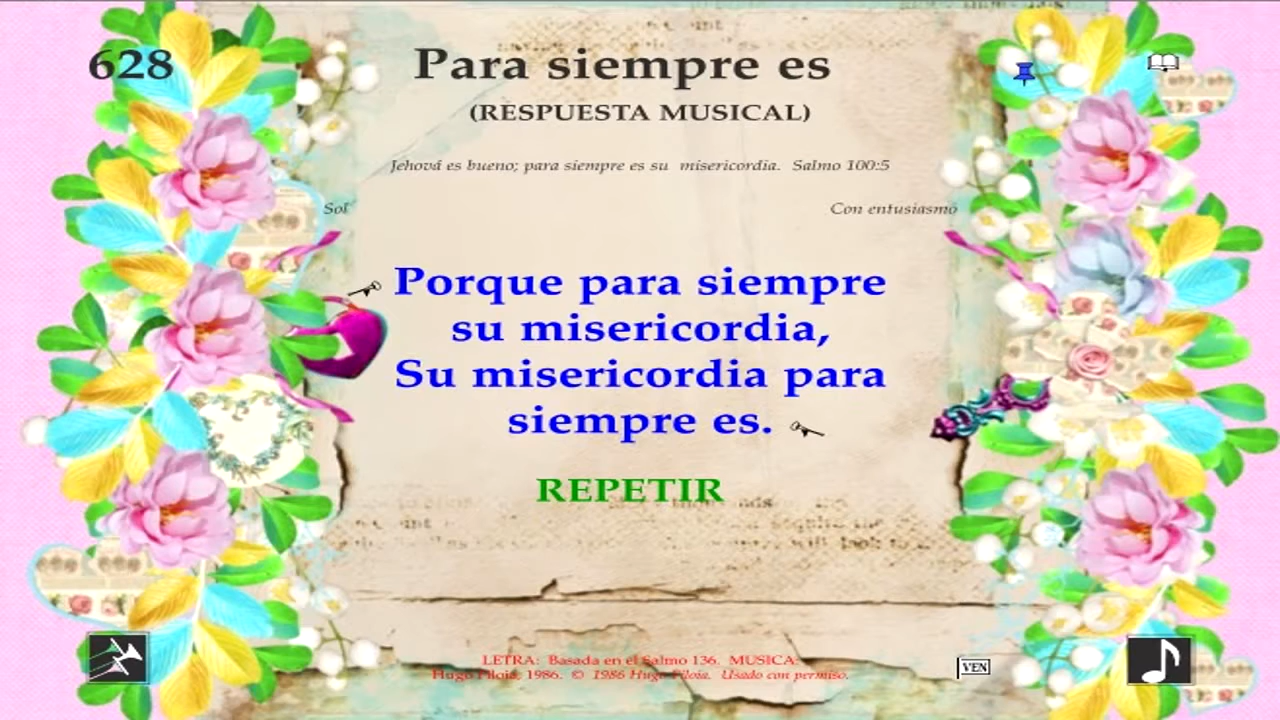 628
Para siempre es
(RESPUESTA MUSICAL)
Jehová es bueno; para siempre es su misericordia. Salmo 100:5
Sol
Con entusiasmo
Porque para siempre
su misericordia,
Su misericordia para
siempre es.
REPETIR
LETRA: Basada en el Salmo 136. MUSICA:
Hugo Filoia, 1986. © 1986 Hugo Filoia. Usado con permiso.
VEN